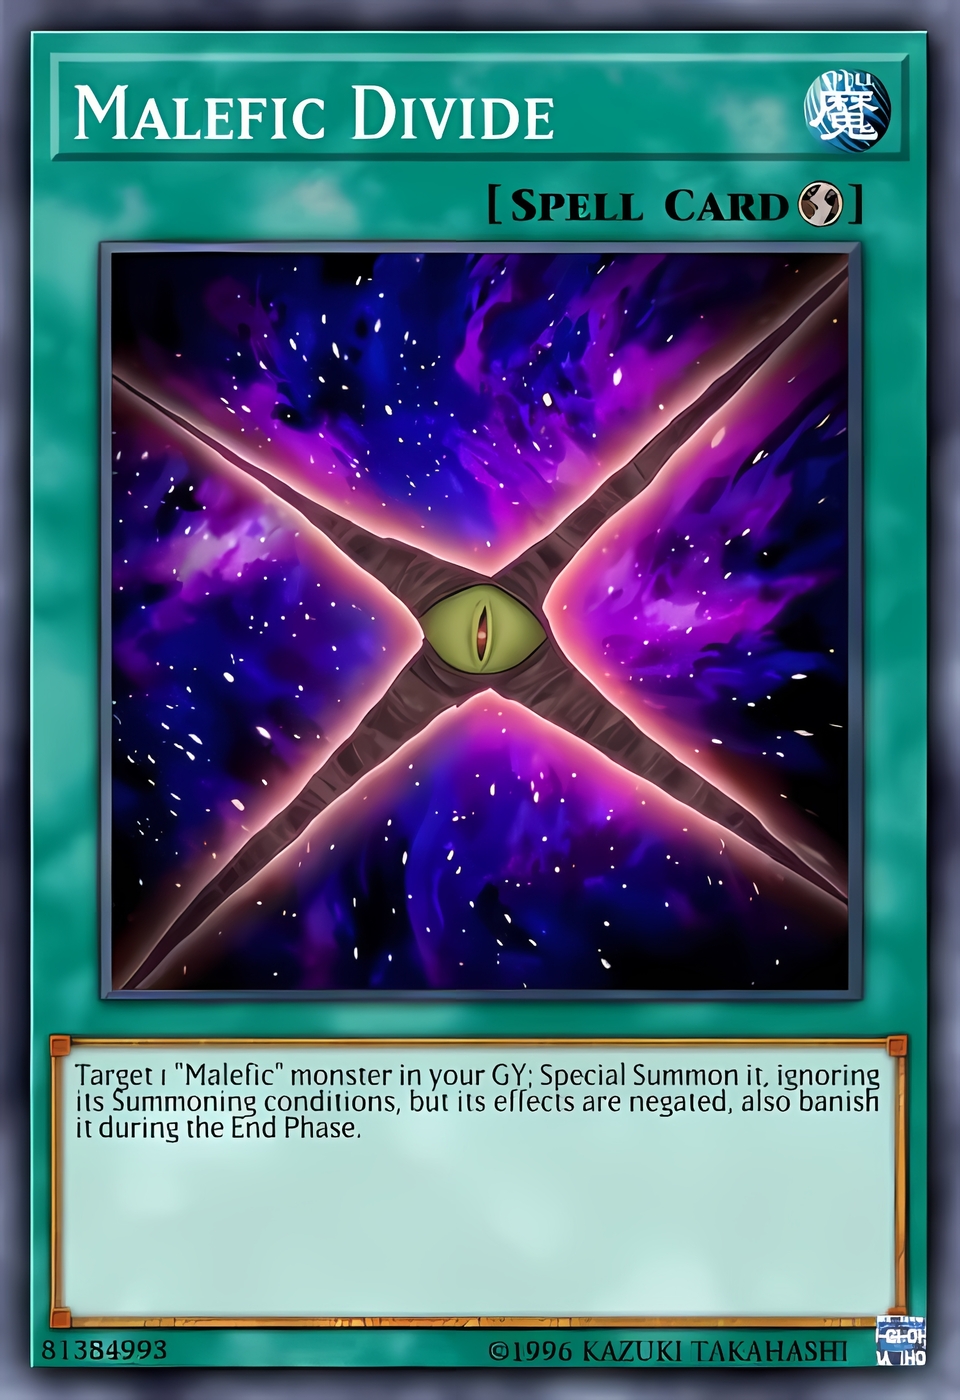 MALEFIC DIVIDE
魔
[SPELL CARD]
Target 1 "Malefic" monster in your GY; Special Summon it, ignoring
its Summoning conditions, but its effects are negated, also banish
it during the End Phase.
81384993
©1996 KAZUKI TAKAHASHI